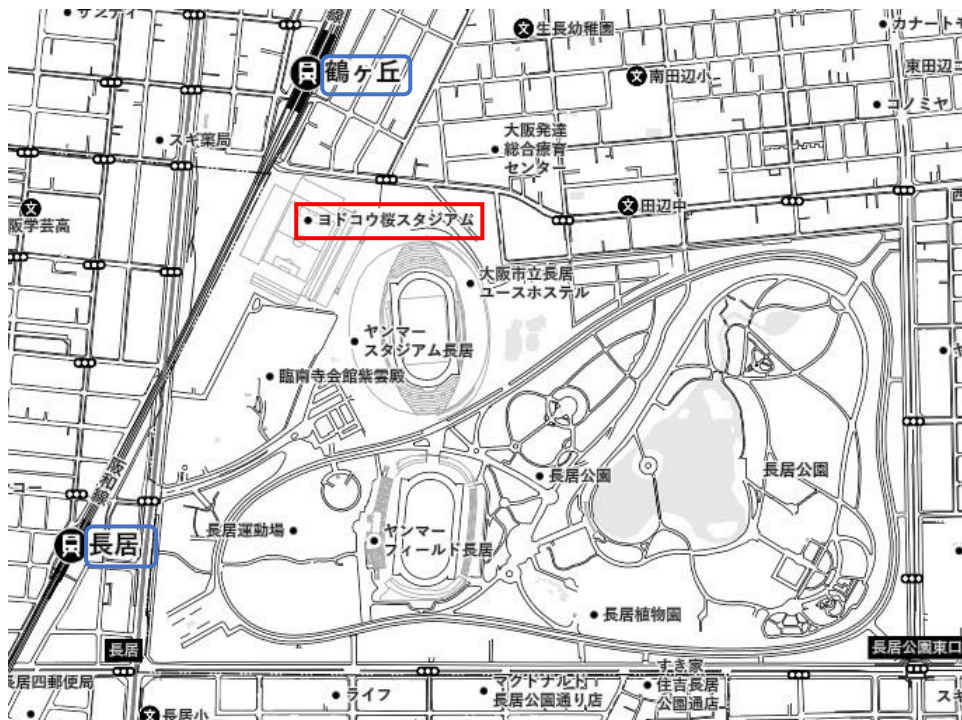 サンディ
鶴ヶ丘
生長幼稚園
南田辺小
カナート
東田辺
コノミヤ
スギ薬局
大阪発達
総合療育
センター
田辺中
西
阪学芸高
ヨドコウ桜スタジアム
大阪市立長居
ユースホステル
ヤンマー
スタジアム長居
臨南寺会館紫雲殿
阪和線
長居公園
長居公園
長居運動場
ヤンマー
フィールド長居
長居
長居植物園
長居
長居公園東口
長居四郵便局
ライフ
マクドナルド
長居公園通り店
すき家
住吉長居
公園通店
長居小